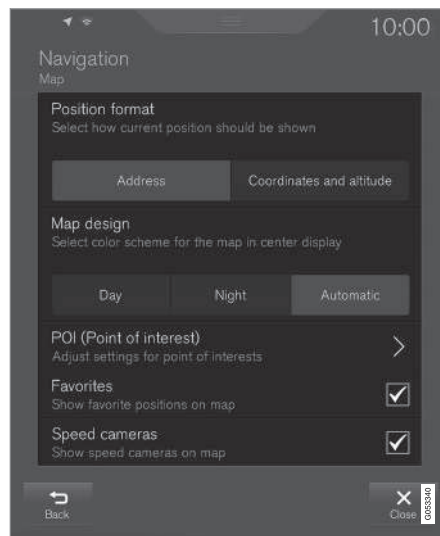 10:00
Navigation
Map
Position format
Select how current position should be shown
Address
Coordinates and altitude
Map design
Select color scheme for the map in center display
Day
Night
Automatic
POI (Point of interest)
Adjust settings for point of interests
Favorites
Show favorite positions on map
Speed cameras
Show speed cameras on map
Back
Close
G053340